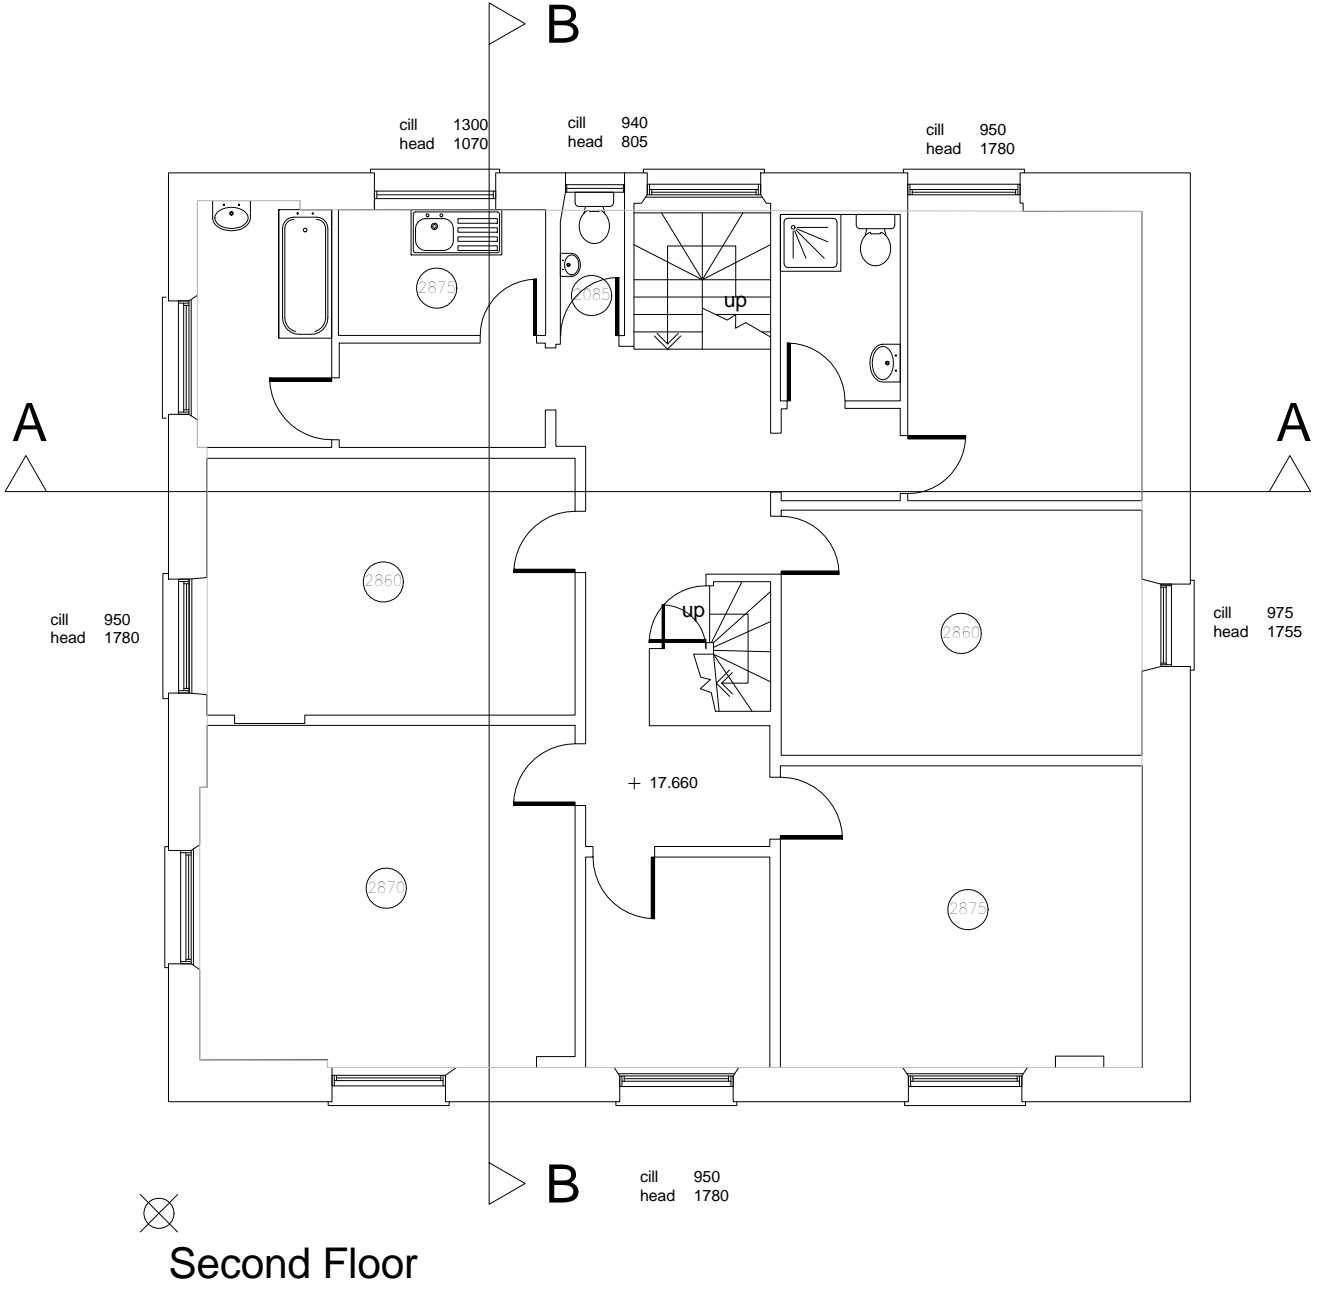 B
cill 1300
head 1070
cill 940
head 805
cill 950
head 1780
2875
2085
up
A
A
2860
up
2860
cill 950
head 1780
cill 975
head 1755
+ 17.660
2870
2875
B
cill 950
head 1780
Second Floor